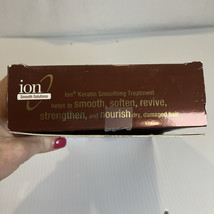 ion
Smooth Solutions
Ion® Keratin Smoothing Treatment
helps to smooth, soften, revive,
strengthen, and nourish dry, damaged hair.